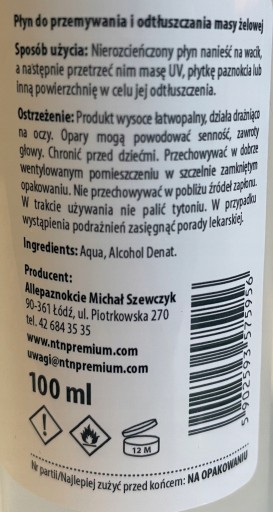 Płyn do przemywania i odtłuszczania masy żelowej
Sposób użycia: Nierozcieńczony płyn nanieść na wacik,
a następnie przetrzeć nim masę UV, płytkę paznokcia lub
inną powierzchnię w celu jej odtłuszczenia.
Ostrzeżenie: Produkt wysoce łatwopalny, działa drażniąco
na oczy. Opary mogą powodować senność, zawroty
głowy. Chronić przed dziećmi. Przechowywać w dobrze
wentylowanym pomieszczeniu w szczelnie zamkniętym
opakowaniu. Nie przechowywać w pobliżu źródeł zapłonu.
W trakcie używania nie palić tytoniu. W przypadku
wystąpienia podrażnień zasięgnąć porady lekarskiej.
Ingredients: Aqua, Alcohol Denat.
Producent:
Allepaznokcie Michał Szewczyk
90-361 Łódź, ul. Piotrkowska 270
tel. 42 684 35 35
www.ntnpremium.com
uwagi@ntnpremium.com
100 ml
5 902593 575956
12 M
Nr partii/Najlepiej zużyć przed końcem: NA OPAKOWANIU